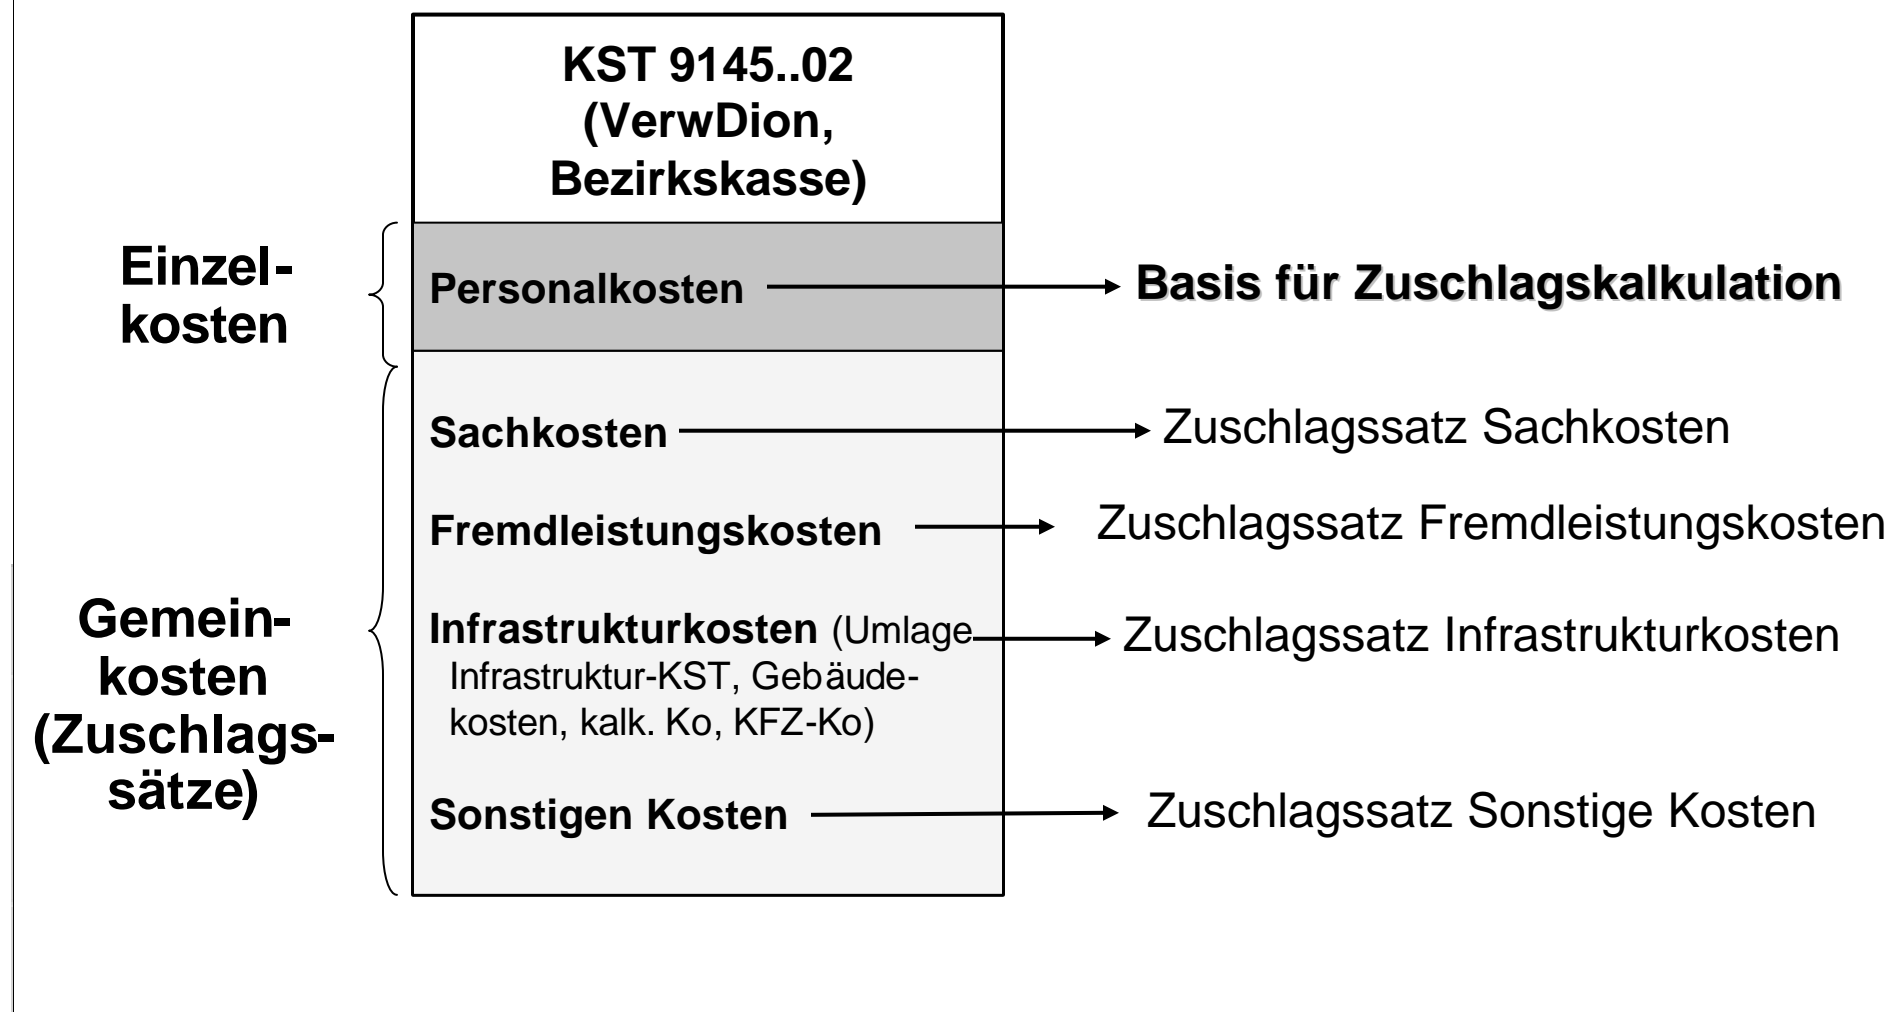 KST 9145..02
(VerwDion,
Bezirkskasse)
Einzel-
kosten
Personalkosten
Basis für Zuschlagskalkulation
Sachkosten
Zuschlagssatz Sachkosten
Fremdleistungskosten
Zuschlagssatz Fremdleistungskosten
Gemein-
kosten
(Zuschlags-
sätze)
Infrastrukturkosten (Umlage
Infrastruktur-KST, Gebäude-
kosten, kalk. Ko, KFZ-Ko)
Zuschlagssatz Infrastrukturkosten
Sonstigen Kosten
Zuschlagssatz Sonstige Kosten